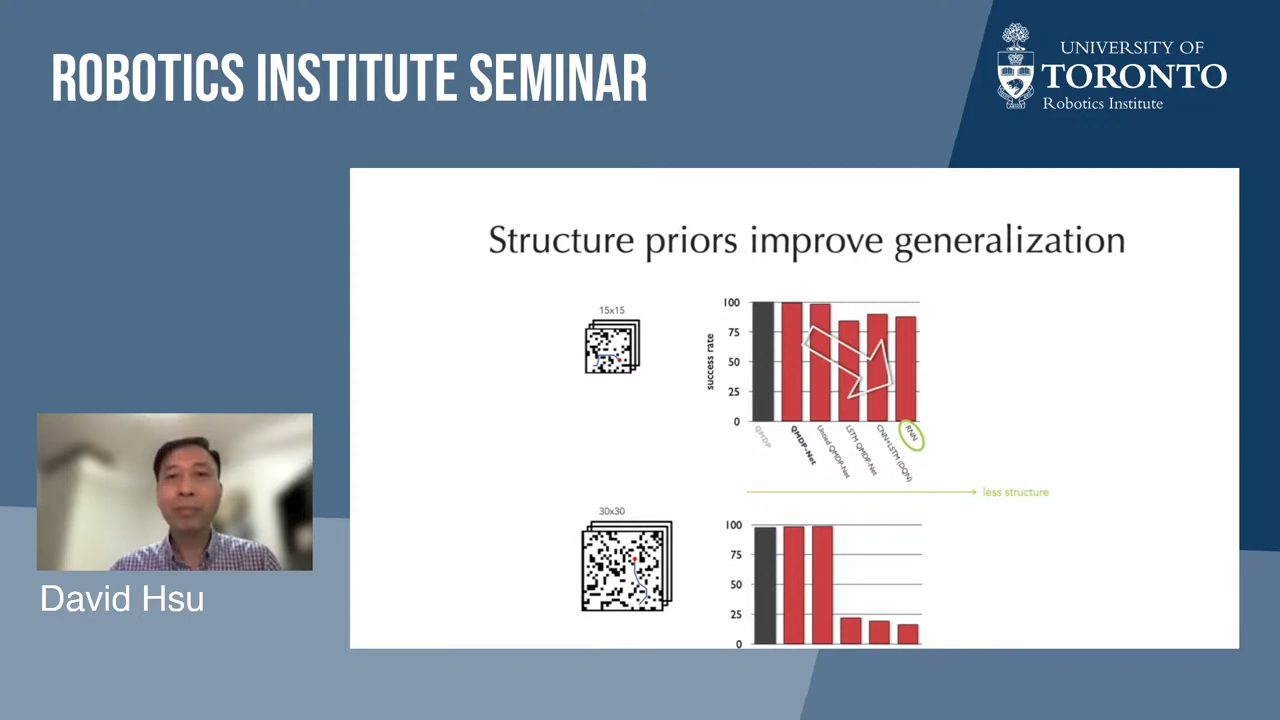 ROBOTICS INSTITUTE SEMINAR
UNIVERSITY OF
TORONTO
Robotics Institute
Structure priors improve generalization
15x15
success rate
100
75
50
25
0
QMDP
QMDP-Net
Untied QMDP-Net
LSTM QMDP-Net
CNN+LSTM (DQN)
RNN
less structure
30x30
100
75
50
25
0
David Hsu